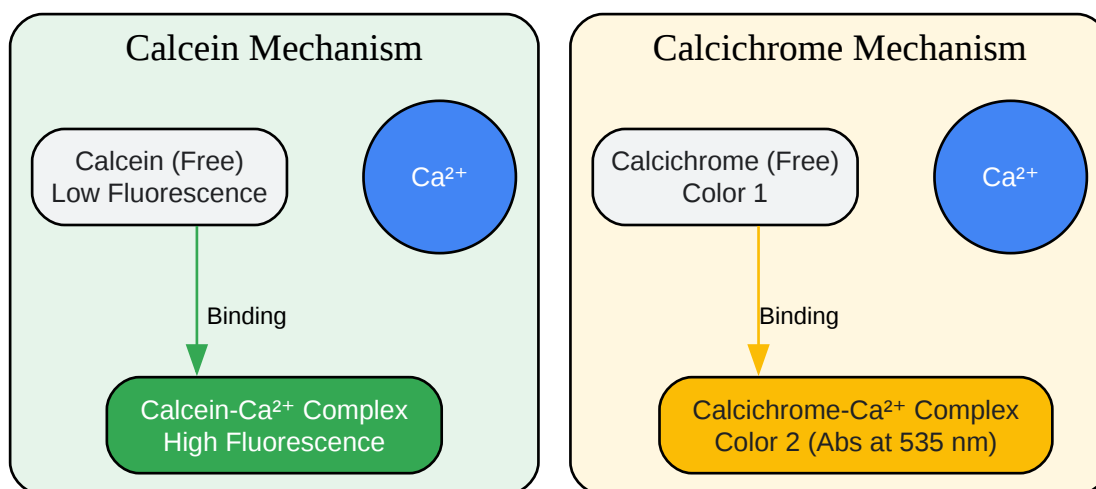 Calcein Mechanism
Calcein (Free)
Low Fluorescence
Ca²⁺
Binding
Calcein-Ca²⁺ Complex
High Fluorescence
Calcichrome Mechanism
Calcichrome (Free)
Color 1
Ca²⁺
Binding
Calcichrome-Ca²⁺ Complex
Color 2 (Abs at 535 nm)